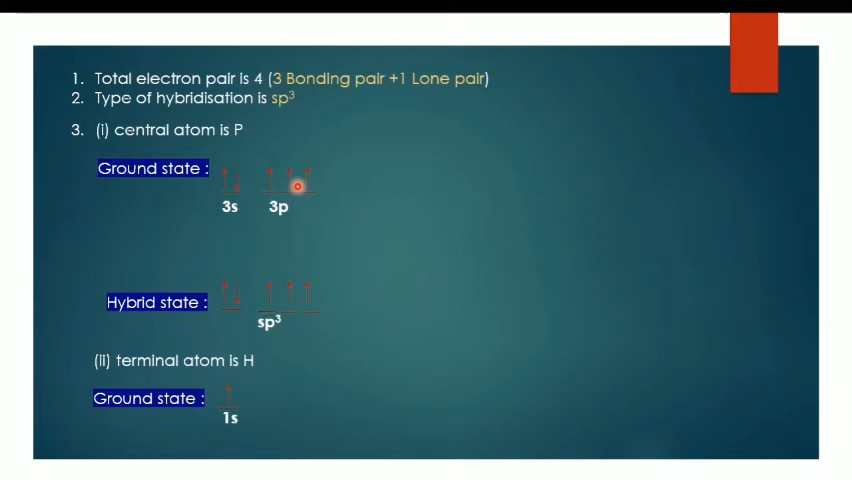 1. Total electron pair is 4 (3 Bonding pair +1 Lone pair)
2. Type of hybridisation is sp³
3. (i) central atom is P
Ground state :
3s 3p
Hybrid state :
sp³
(ii) terminal atom is H
Ground state :
1s